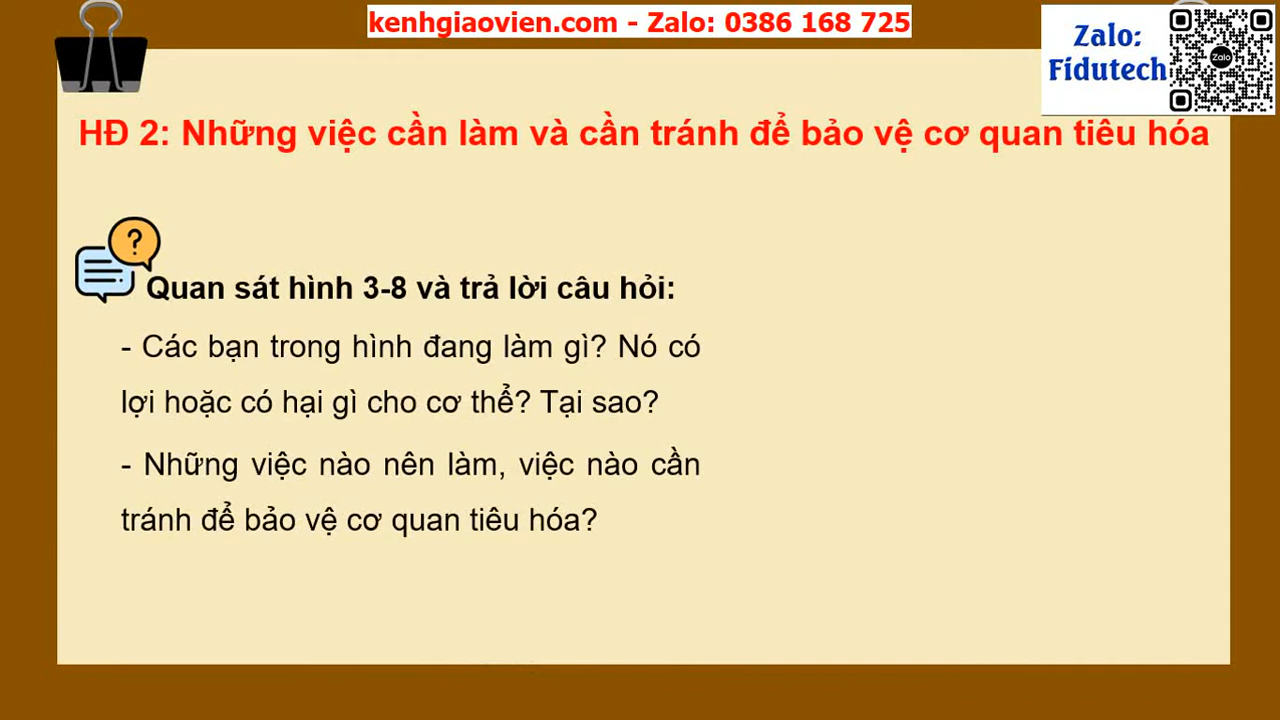 kenhgiaovien.com - Zalo: 0386 168 725
Zalo:
Fidutech
Zalo
HĐ 2: Những việc cần làm và cần tránh để bảo vệ cơ quan tiêu hóa
?
Quan sát hình 3-8 và trả lời câu hỏi:
- Các bạn trong hình đang làm gì? Nó có
lợi hoặc có hại gì cho cơ thể? Tại sao?
- Những việc nào nên làm, việc nào cần
tránh để bảo vệ cơ quan tiêu hóa?